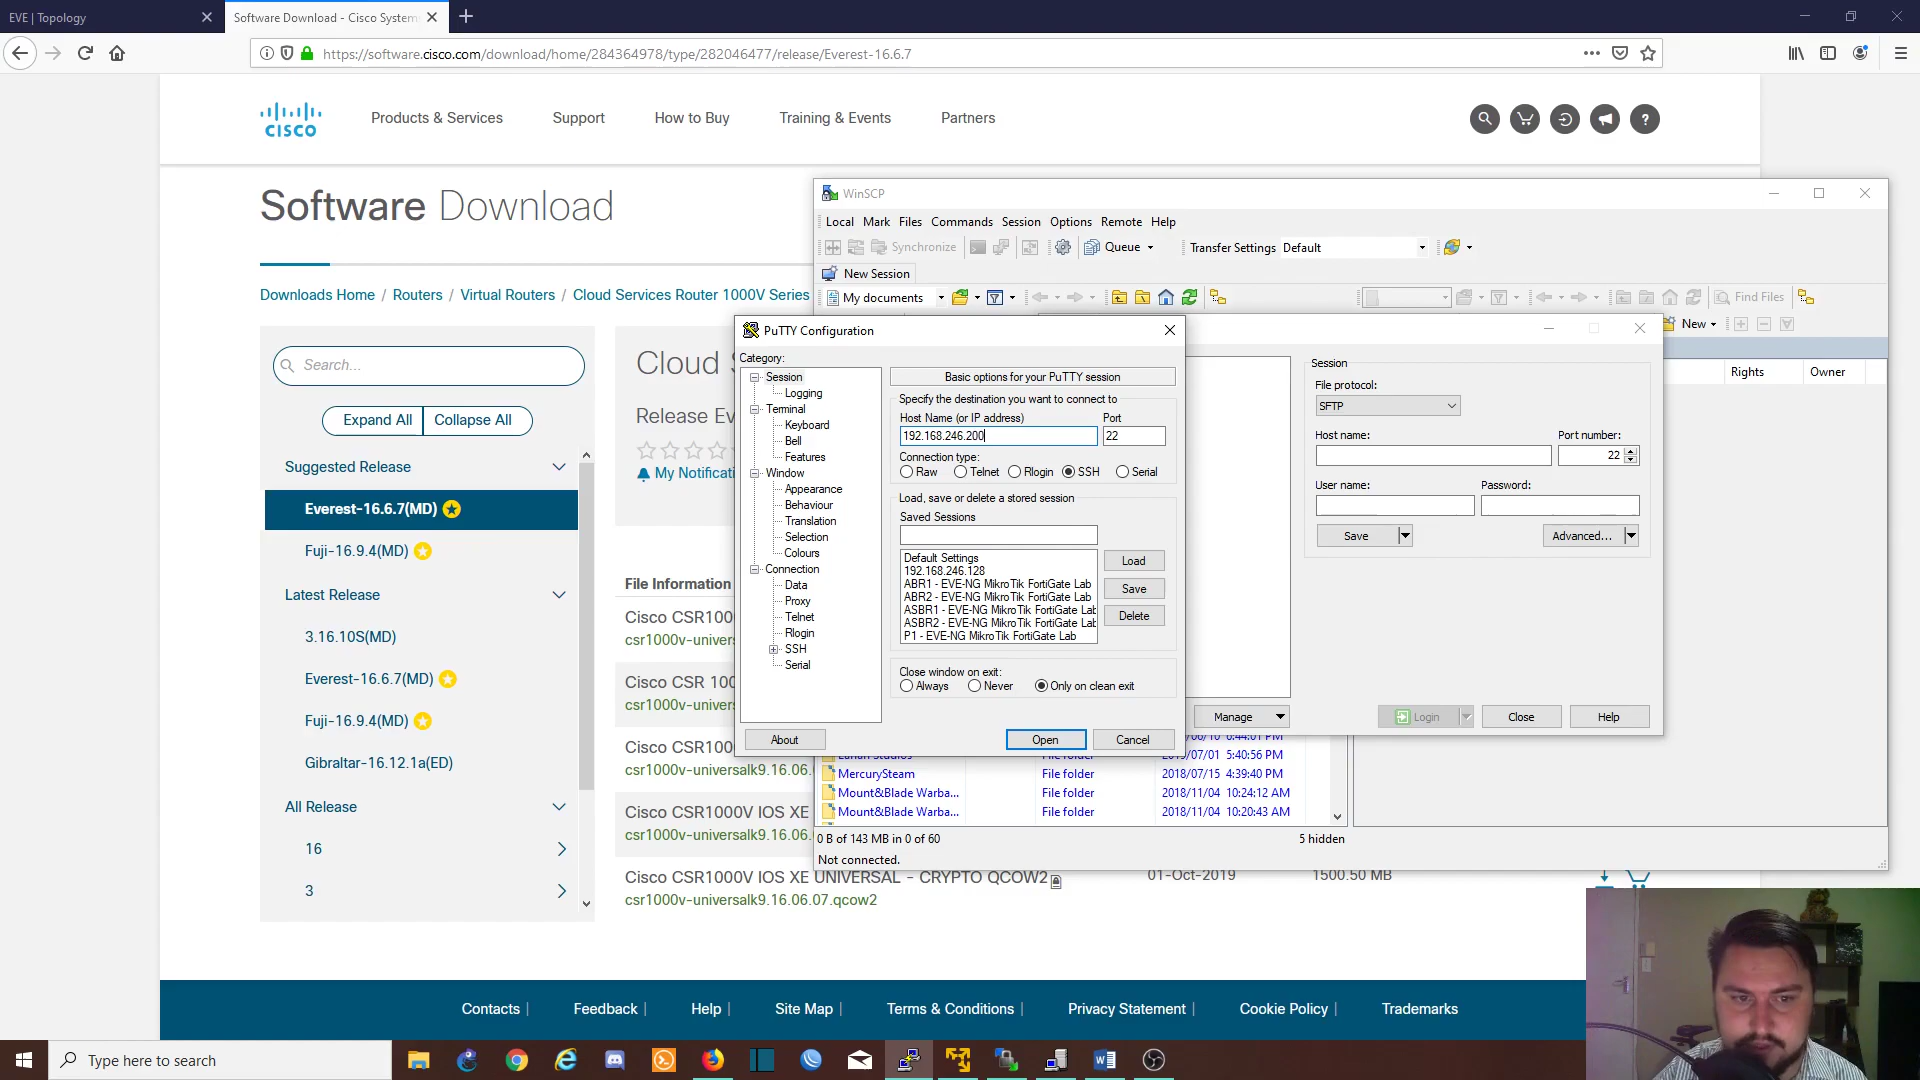 EVE | Topology
Software Download - Cisco System
https://software.cisco.com/download/home/284364978/type/282046477/release/Everest-16.6.7
CISCO
Products & Services
Support
How to Buy
Training & Events
Partners
Software Download
Downloads Home / Routers / Virtual Routers / Cloud Services Router 1000V Series
Search...
Expand All
Collapse All
Suggested Release
Everest-16.6.7(MD)
Fuji-16.9.4(MD)
Latest Release
3.16.10S(MD)
Everest-16.6.7(MD)
Fuji-16.9.4(MD)
Gibraltar-16.12.1a(ED)
All Release
16
3
Cloud S
Release Ev
My Notificati
File Information
Cisco CSR1000
csr1000v-univers
Cisco CSR 100
csr1000v-univers
Cisco CSR1000
csr1000v-universalk9.16.06.
Cisco CSR1000V IOS XE
csr1000v-universalk9.16.06.
Cisco CSR1000V IOS XE UNIVERSAL - CRYPTO QCOW2
csr1000v-universalk9.16.06.07.qcow2
01-Oct-2019
1500.50 MB
WinSCP
Local Mark Files Commands Session Options Remote Help
Synchronize
Queue
Transfer Settings Default
New Session
My documents
Find Files
New
Rights
Owner
PuTTY Configuration
Category:
Session
Logging
Terminal
Keyboard
Bell
Features
Window
Appearance
Behaviour
Translation
Selection
Colours
Connection
Data
Proxy
Telnet
Rlogin
SSH
Serial
Basic options for your PuTTY session
Specify the destination you want to connect to
Host Name (or IP address)
Port
192.168.246.200
22
Connection type:
Raw Telnet Rlogin SSH Serial
Load, save or delete a stored session
Saved Sessions
Default Settings
192.168.246.128
ABR1 - EVE-NG MikroTik FortiGate Lab
ABR2 - EVE-NG MikroTik FortiGate Lab
ASBR1 - EVE-NG MikroTik FortiGate Lab
ASBR2 - EVE-NG MikroTik FortiGate Lab
P1 - EVE-NG MikroTik FortiGate Lab
Load
Save
Delete
Close window on exit:
Always Never Only on clean exit
About
Open
Cancel
Session
File protocol:
SFTP
Host name:
Port number:
22
User name:
Password:
Save
Advanced...
Manage
Login
Close
Help
2019/07/01 5:40:56 PM
MercurySteam
File folder
2018/07/15 4:39:40 PM
Mount&Blade Warba...
File folder
2018/11/04 10:24:12 AM
Mount&Blade Warba...
File folder
2018/11/04 10:20:43 AM
0 B of 143 MB in 0 of 60
5 hidden
Not connected.
Contacts |
Feedback |
Help |
Site Map |
Terms & Conditions |
Privacy Statement |
Cookie Policy |
Trademarks
Type here to search